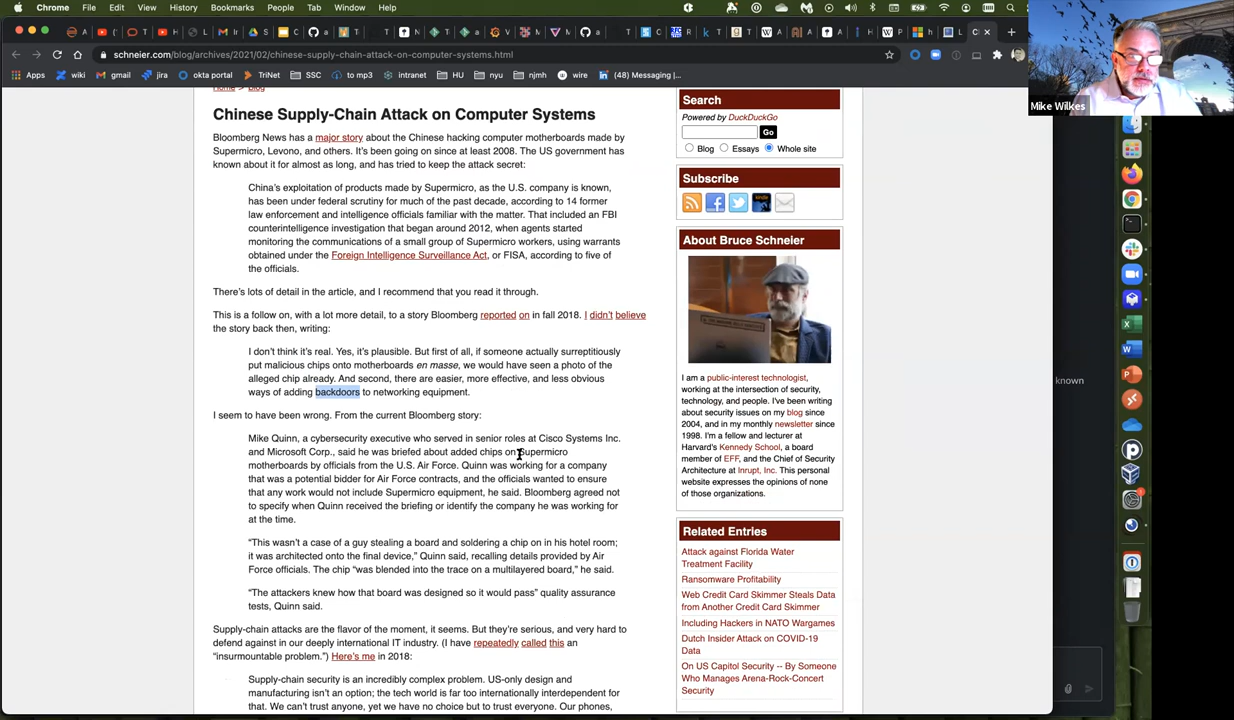 Chrome File Edit View History Bookmarks People Tab Window Help
schneier.com/blog/archives/2021/02/chinese-supply-chain-attack-on-computer-systems.html
Apps wiki gmail jira okta portal TriNet SSC to mp3 intranet HU nyu njmh wire (48) Messaging |...
Mike Wilkes
Home > Blog
Chinese Supply-Chain Attack on Computer Systems
Bloomberg News has a major story about the Chinese hacking computer motherboards made by
Supermicro, Levono, and others. It's been going on since at least 2008. The US government has
known about it for almost as long, and has tried to keep the attack secret:
China's exploitation of products made by Supermicro, as the U.S. company is known,
has been under federal scrutiny for much of the past decade, according to 14 former
law enforcement and intelligence officials familiar with the matter. That included an FBI
counterintelligence investigation that began around 2012, when agents started
monitoring the communications of a small group of Supermicro workers, using warrants
obtained under the Foreign Intelligence Surveillance Act, or FISA, according to five of
the officials.
There's lots of detail in the article, and I recommend that you read it through.
This is a follow on, with a lot more detail, to a story Bloomberg reported on in fall 2018. I didn't believe
the story back then, writing:
I don't think it's real. Yes, it's plausible. But first of all, if someone actually surreptitiously
put malicious chips onto motherboards en masse, we would have seen a photo of the
alleged chip already. And second, there are easier, more effective, and less obvious
ways of adding backdoors to networking equipment.
I seem to have been wrong. From the current Bloomberg story:
Mike Quinn, a cybersecurity executive who served in senior roles at Cisco Systems Inc.
and Microsoft Corp., said he was briefed about added chips on Supermicro
motherboards by officials from the U.S. Air Force. Quinn was working for a company
that was a potential bidder for Air Force contracts, and the officials wanted to ensure
that any work would not include Supermicro equipment, he said. Bloomberg agreed not
to specify when Quinn received the briefing or identify the company he was working for
at the time.
"This wasn't a case of a guy stealing a board and soldering a chip on in his hotel room;
it was architected onto the final device," Quinn said, recalling details provided by Air
Force officials. The chip "was blended into the trace on a multilayered board," he said.
"The attackers knew how that board was designed so it would pass" quality assurance
tests, Quinn said.
Supply-chain attacks are the flavor of the moment, it seems. But they're serious, and very hard to
defend against in our deeply international IT industry. (I have repeatedly called this an
"insurmountable problem.") Here's me in 2018:
Supply-chain security is an incredibly complex problem. US-only design and
manufacturing isn't an option; the tech world is far too internationally interdependent for
that. We can't trust anyone, yet we have no choice but to trust everyone. Our phones,
Search
Powered by DuckDuckGo
Go
Blog Essays Whole site
Subscribe
About Bruce Schneier
I am a public-interest technologist,
working at the intersection of security,
technology, and people. I've been writing
about security issues on my blog since
2004, and in my monthly newsletter since
1998. I'm a fellow and lecturer at
Harvard's Kennedy School, a board
member of EFF, and the Chief of Security
Architecture at Inrupt, Inc. This personal
website expresses the opinions of none
of those organizations.
Related Entries
Attack against Florida Water
Treatment Facility
Ransomware Profitability
Web Credit Card Skimmer Steals Data
from Another Credit Card Skimmer
Including Hackers in NATO Workgames
Dutch Insider Attack on COVID-19
Data
On US Capitol Security -- By Someone
Who Manages Arena-Rock-Concert
Security
known